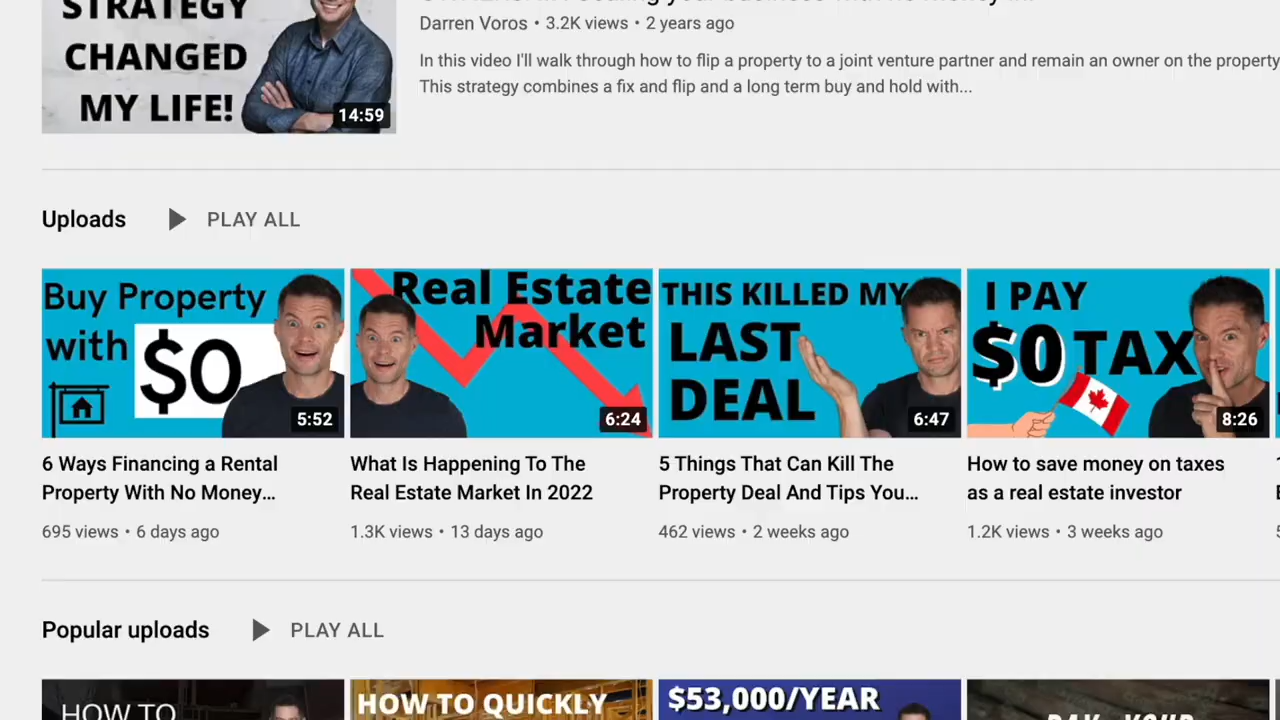 STRATEGY
CHANGED
MY LIFE!
14:59
Darren Voros • 3.2K views • 2 years ago
In this video I'll walk through how to flip a property to a joint venture partner and remain an owner on the property
This strategy combines a fix and flip and a long term buy and hold with...
Uploads PLAY ALL
Buy Property
with $0
5:52
Real Estate
Market
6:24
THIS KILLED MY
LAST
DEAL
6:47
I PAY
$0 TAX
8:26
6 Ways Financing a Rental
Property With No Money...
695 views • 6 days ago
What Is Happening To The
Real Estate Market In 2022
1.3K views • 13 days ago
5 Things That Can Kill The
Property Deal And Tips You...
462 views • 2 weeks ago
How to save money on taxes
as a real estate investor
1.2K views • 3 weeks ago
Popular uploads PLAY ALL
HOW TO
HOW TO QUICKLY
$53,000/YEAR